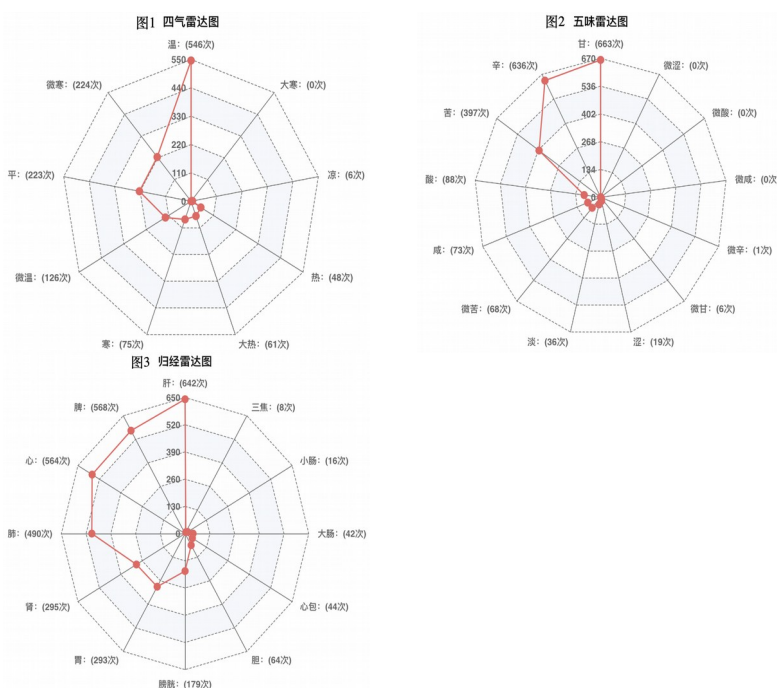 图1 四气雷达图
温：(546次)
大寒：(0次)
凉：(6次)
热：(48次)
大热：(61次)
寒：(75次)
微温：(126次)
平：(223次)
微寒：(224次)
550
440
330
220
110
0
图2 五味雷达图
甘：(663次)
微涩：(0次)
微酸：(0次)
微咸：(0次
微辛：(1次)
微甘：(6次)
涩：(19次)
淡：(36次)
微苦：(68次)
咸：(73次)
酸：(88次)
苦：(397次)
辛：(636次)
670
536
402
268
134
0
图3 归经雷达图
肝：(642次)
三焦：(8次)
小肠：(16次)
大肠：(42次)
心包：(44次)
胆：(64次)
膀胱：(179次)
胃：(293次)
肾：(295次)
肺：(490次)
心：(564次)
脾：(568次)
650
520
390
260
130
0